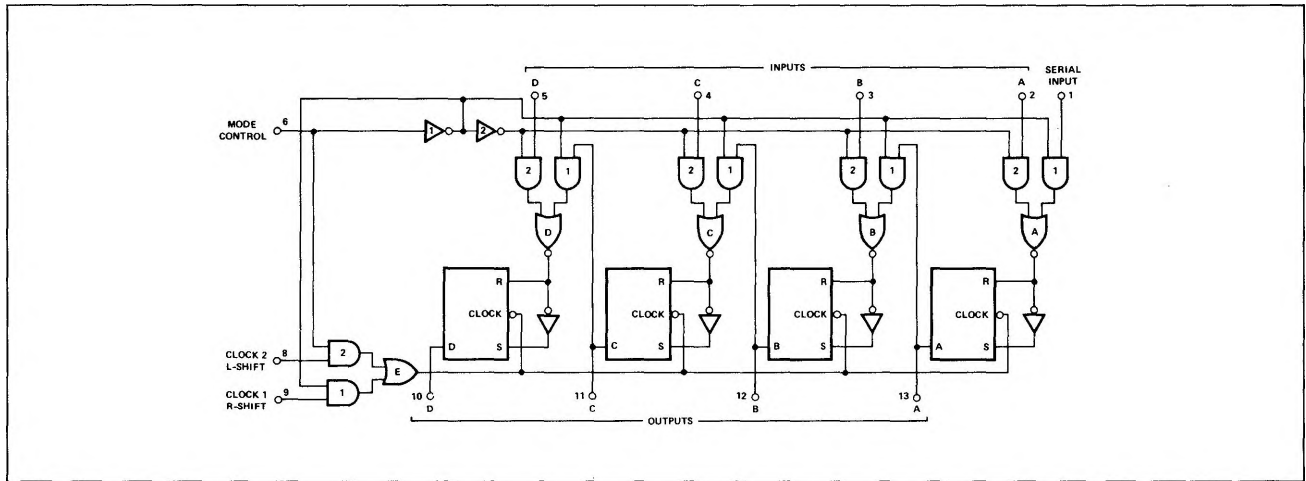 INPUTS
D C B A SERIAL INPUT
5 4 3 2 1
MODE CONTROL 6
1 2
2 1 2 1 2 1 2 1
D C B A
R R R R
CLOCK CLOCK CLOCK CLOCK
D S C S B S A S
CLOCK 2 L-SHIFT 8
2
E
CLOCK 1 R-SHIFT 9
1
10 11 12 13
D C B A
OUTPUTS